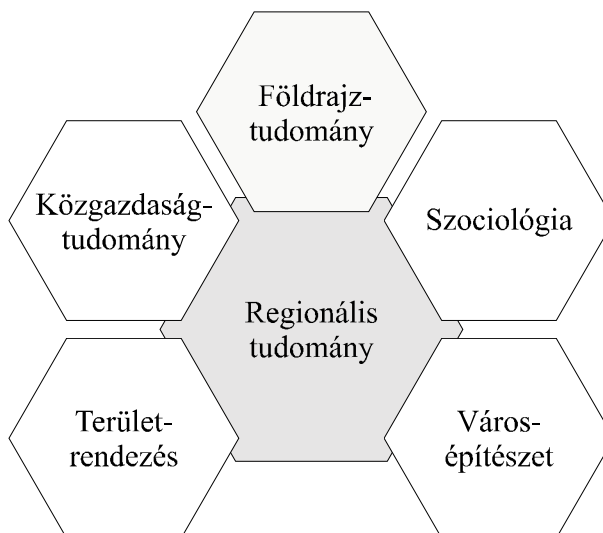 Földrajz-
tudomány
Közgazdaság-
tudomány
Szociológia
Regionális
tudomány
Terület-
rendezés
Város-
építészet